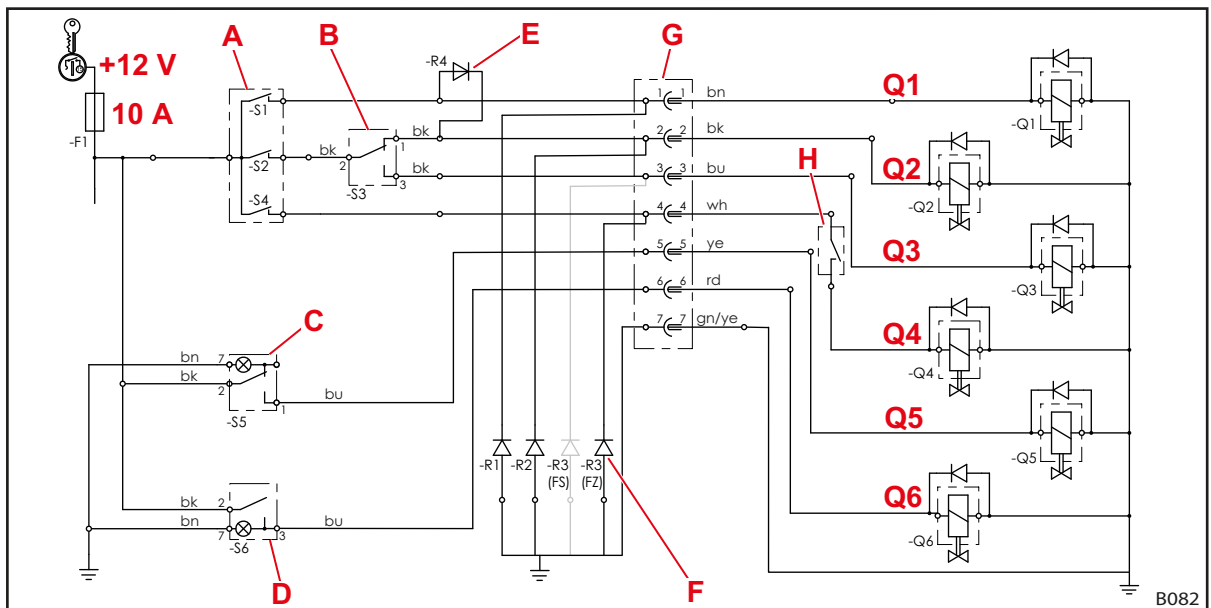 A
B
E
G
-R4
+12 V
Q1
-S1
1 1
bn
10 A
-Q1
-F1
bk
1
2 2
bk
H
Q2
-S2
bk
2
bk
3
3 3
bu
-S3
-Q2
-S4
4 4
wh
Q3
5 5
ye
6 6
rd
-Q3
C
7 7
gn/ye
Q4
bn
7
bk
2
-Q4
1
bu
-S5
Q5
-R1
-R2
-R3
(FS)
-R3
(FZ)
-Q5
Q6
bk
2
bn
7
-S6
3
bu
-Q6
D
F
B082